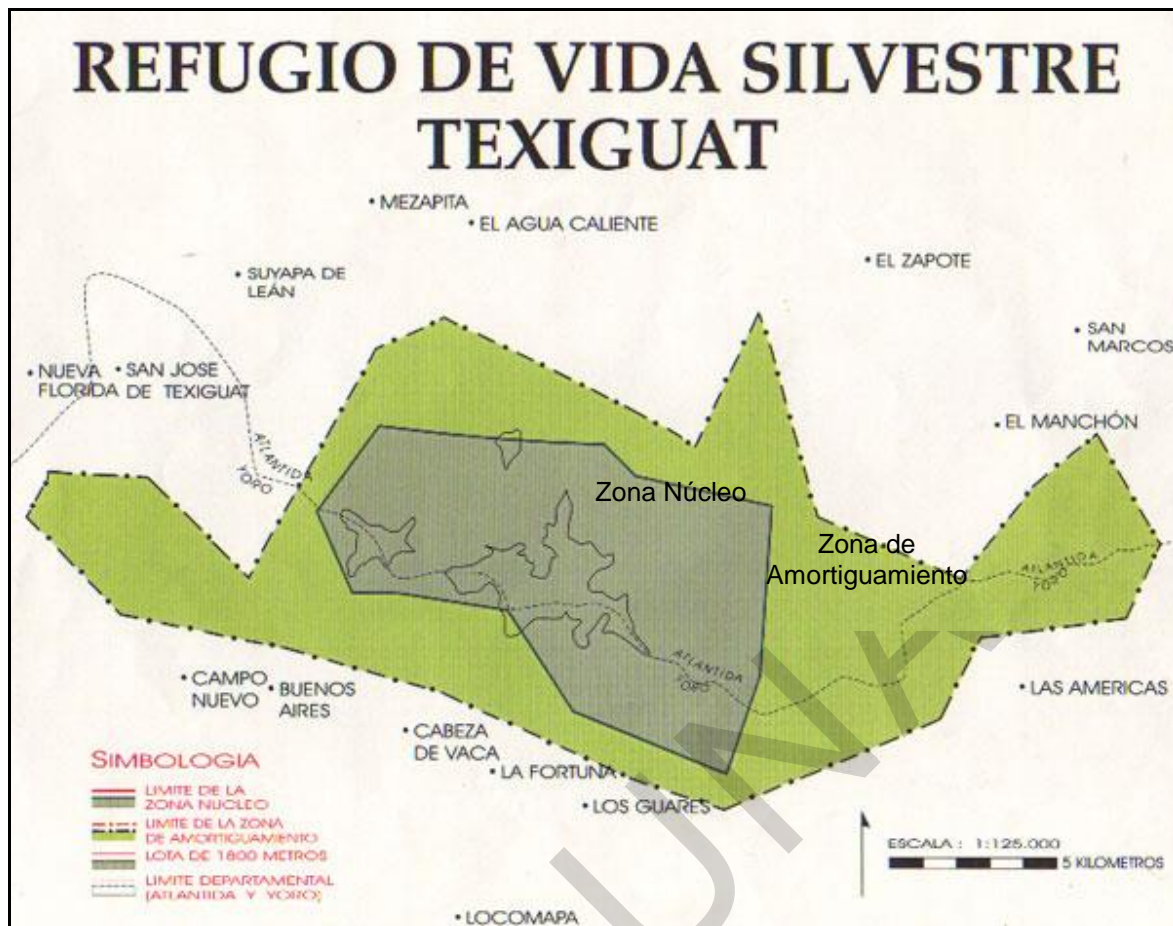 REFUGIO DE VIDA SILVESTRE
TEXIGUAT
• MEZAPITA
• EL AGUA CALIENTE
• EL ZAPOTE
• SUYAPA DE
LEÁN
• SAN
MARCOS
• NUEVA
FLORIDA
• SAN JOSE
DE TEXIGUAT
• EL MANCHÓN
ATLANTIDA
YORO
Zona Núcleo
Zona de
Amortiguamiento
ATLANTIDA
YORO
ATLANTIDA
YORO
• CAMPO
NUEVO
• BUENOS
AIRES
• LAS AMERICAS
• CABEZA
DE VACA
• LA FORTUNA
• LOS GUARES
SIMBOLOGIA
LIMITE DE LA
ZONA NUCLEO
LIMITE DE LA ZONA
DE AMORTIGUAMIENTO
LOTA DE 1800 METROS
LIMITE DEPARTAMENTAL
(ATLANTIDA Y YORO)
ESCALA : 1:125.000
5 KILOMETROS
• LOCOMAPA